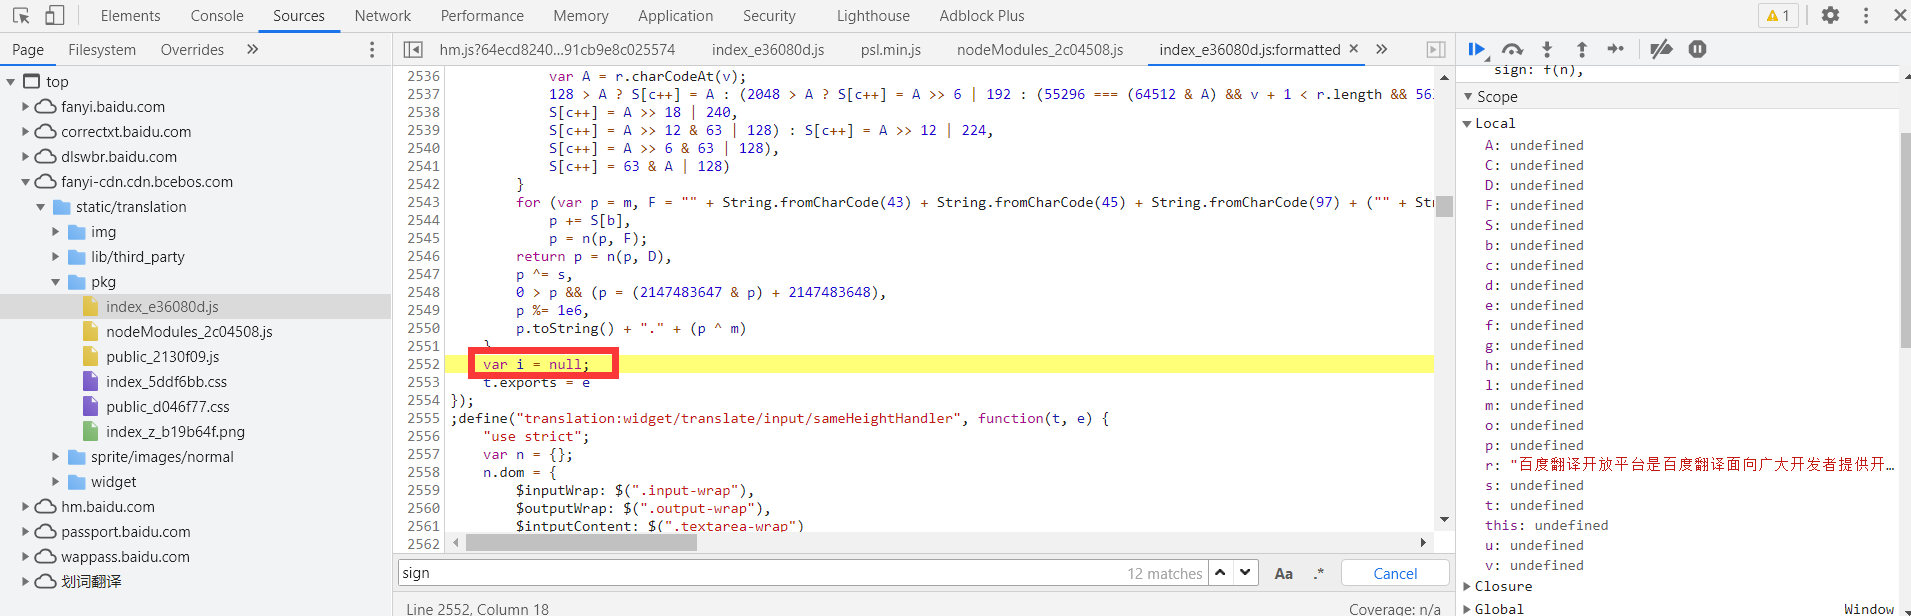 Elements Console Sources Network Performance Memory Application Security Lighthouse Adblock Plus 1
Page Filesystem Overrides
hm.js?64ecd8240...91cb9e8c025574 index_e36080d.js psl.min.js nodeModules_2c04508.js index_e36080d.js:formatted
top
fanyi.baidu.com
correctxt.baidu.com
dlswbr.baidu.com
fanyi-cdn.cdn.bcebos.com
static/translation
img
lib/third_party
pkg
index_e36080d.js
nodeModules_2c04508.js
public_2130f09.js
index_5ddf6bb.css
public_d046f77.css
index_z_b19b64f.png
sprite/images/normal
widget
hm.baidu.com
passport.baidu.com
wappass.baidu.com
划词翻译
2536 var A = r.charCodeAt(v);
2537 128 > A ? S[c++] = A : (2048 > A ? S[c++] = A >> 6 | 192 : (55296 === (64512 & A) && v + 1 < r.length && 56
2538 S[c++] = A >> 18 | 240,
2539 S[c++] = A >> 12 & 63 | 128) : S[c++] = A >> 12 | 224,
2540 S[c++] = A >> 6 & 63 | 128),
2541 S[c++] = 63 & A | 128)
2542 }
2543 for (var p = m, F = "" + String.fromCharCode(43) + String.fromCharCode(45) + String.fromCharCode(97) + ("" + St
2544 p += S[b],
2545 p = n(p, F);
2546 return p = n(p, D),
2547 p ^= s,
2548 0 > p && (p = (2147483647 & p) + 2147483648),
2549 p %= 1e6,
2550 p.toString() + "." + (p ^ m)
2551 }
2552 var i = null;
2553 t.exports = e
2554 });
2555 ;define("translation:widget/translate/input/sameHeightHandler", function(t, e) {
2556 "use strict";
2557 var n = {};
2558 n.dom = {
2559 $inputWrap: $(".input-wrap"),
2560 $outputWrap: $(".output-wrap"),
2561 $intputContent: $(".textarea-wrap")
2562
sign 12 matches Aa .* Cancel
Line 2552, Column 18 Coverage: n/a
sign: f(n),
Scope
Local
A: undefined
C: undefined
D: undefined
F: undefined
S: undefined
b: undefined
c: undefined
d: undefined
e: undefined
f: undefined
g: undefined
h: undefined
l: undefined
m: undefined
o: undefined
p: undefined
r: "百度翻译开放平台是百度翻译面向广大开发者提供开…
s: undefined
t: undefined
this: undefined
u: undefined
v: undefined
Closure
Global Window